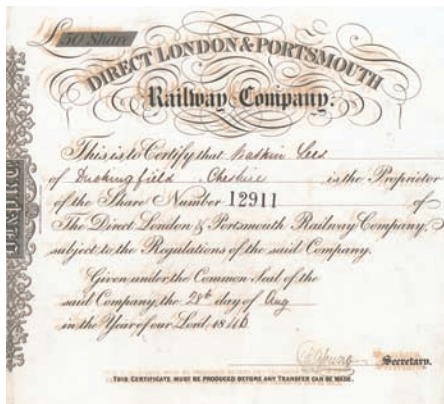 £50 Share
DIRECT LONDON & PORTSMOUTH
Railway Company.
This is to Certify that Lees
of Duckingfield . Cheshire is the Proprietor
of the Share Number 12911 of
The Direct London & Portsmouth Railway Company,
subject to the Regulations of the said Company.
Given under the Common Seal of the
said Company, the 28th day of Aug
in the Year of our Lord 1846
Secretary.
THIS CERTIFICATE MUST BE PRODUCED BEFORE ANY TRANSFER CAN BE MADE.